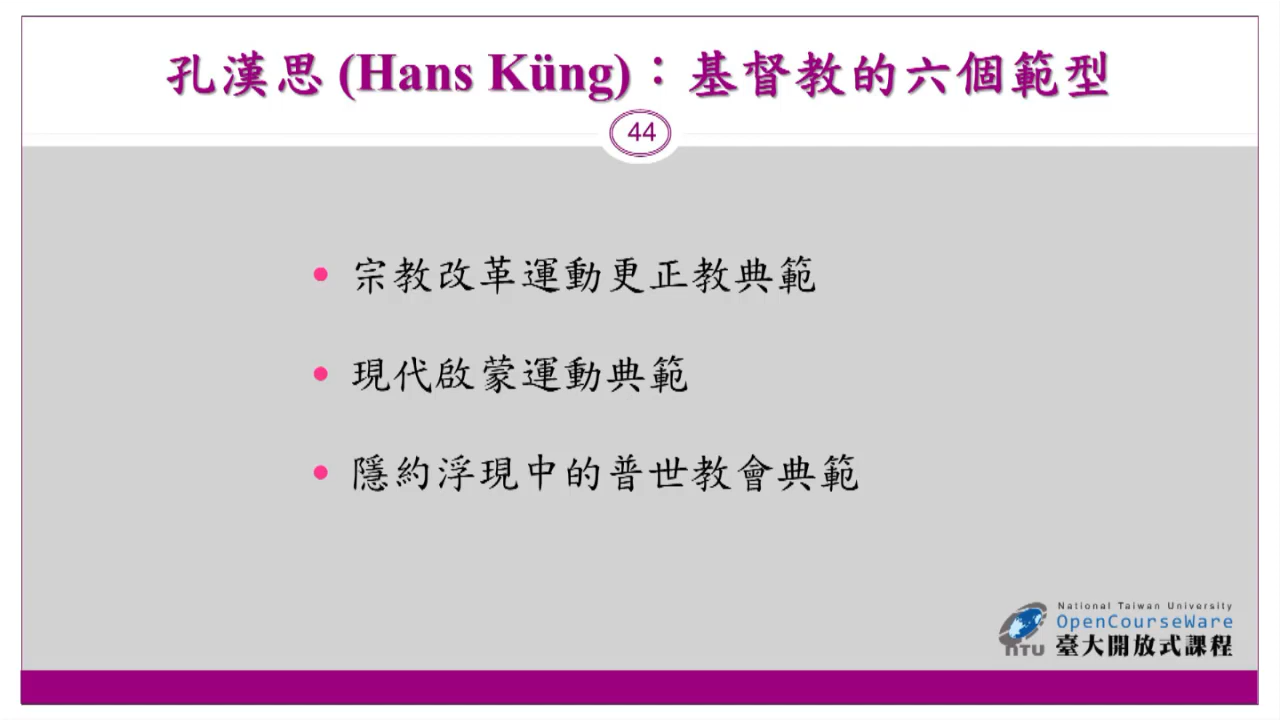 孔漢思 (Hans Küng)：基督教的六個範型
44
• 宗教改革運動更正教典範
• 現代啟蒙運動典範
• 隱約浮現中的普世教會典範
National Taiwan University
OpenCourseWare
臺大開放式課程
NTU